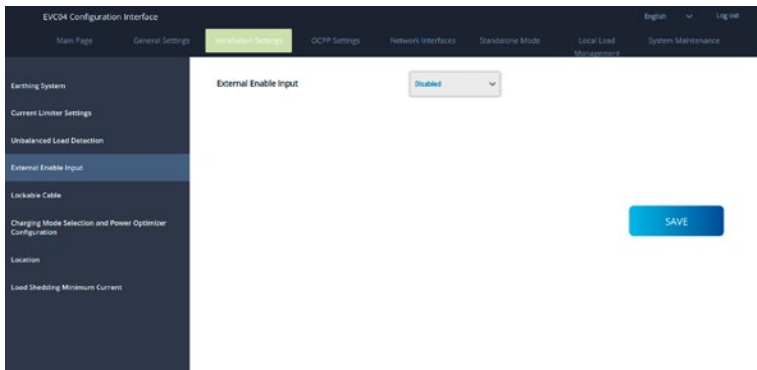 EVC04 Configuration Interface
English
Log out
Main Page
General Settings
Installation Settings
OCPP Settings
Network Interfaces
Standalone Mode
Local Load
Management
System Maintenance
Earthing System
External Enable Input
Disabled
Current Limiter Settings
Unbalanced Load Detection
External Enable Input
Lockable Cable
Charging Mode Selection and Power Optimizer
Configuration
SAVE
Location
Load Shedding Minimum Current